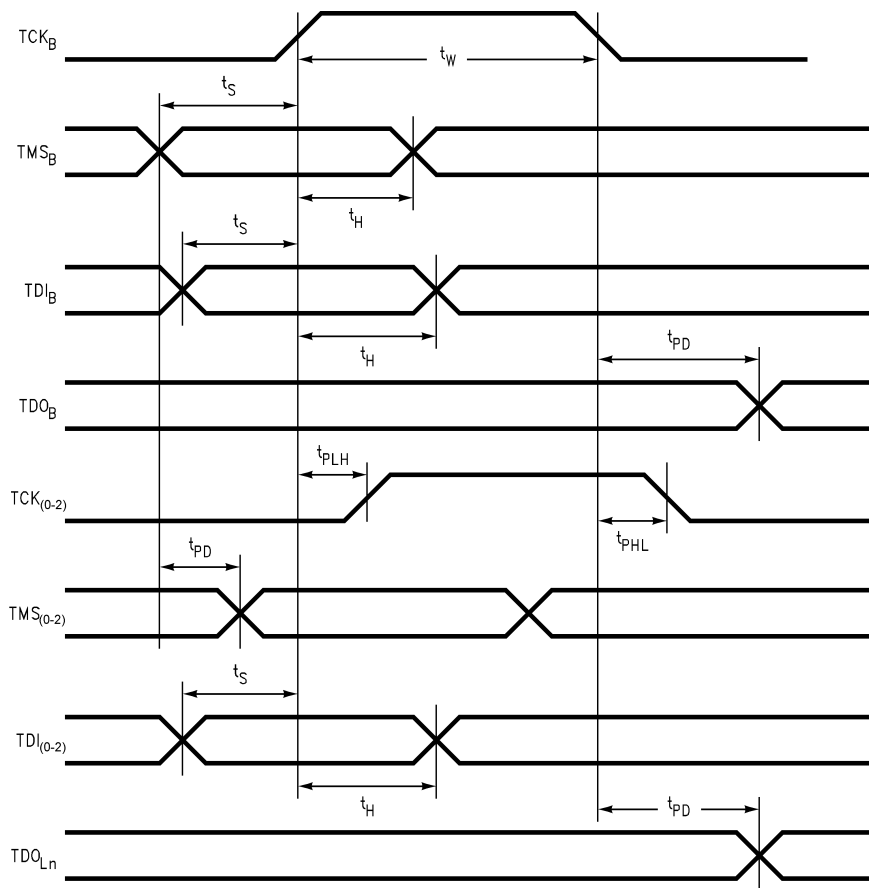 TCK_B
t_W
t_S
TMS_B
t_H
t_S
TDI_B
t_H
t_PD
TDO_B
t_PLH
TCK_(0-2)
t_PHL
t_PD
TMS_(0-2)
t_S
TDI_(0-2)
t_H
t_PD
TDO_Ln